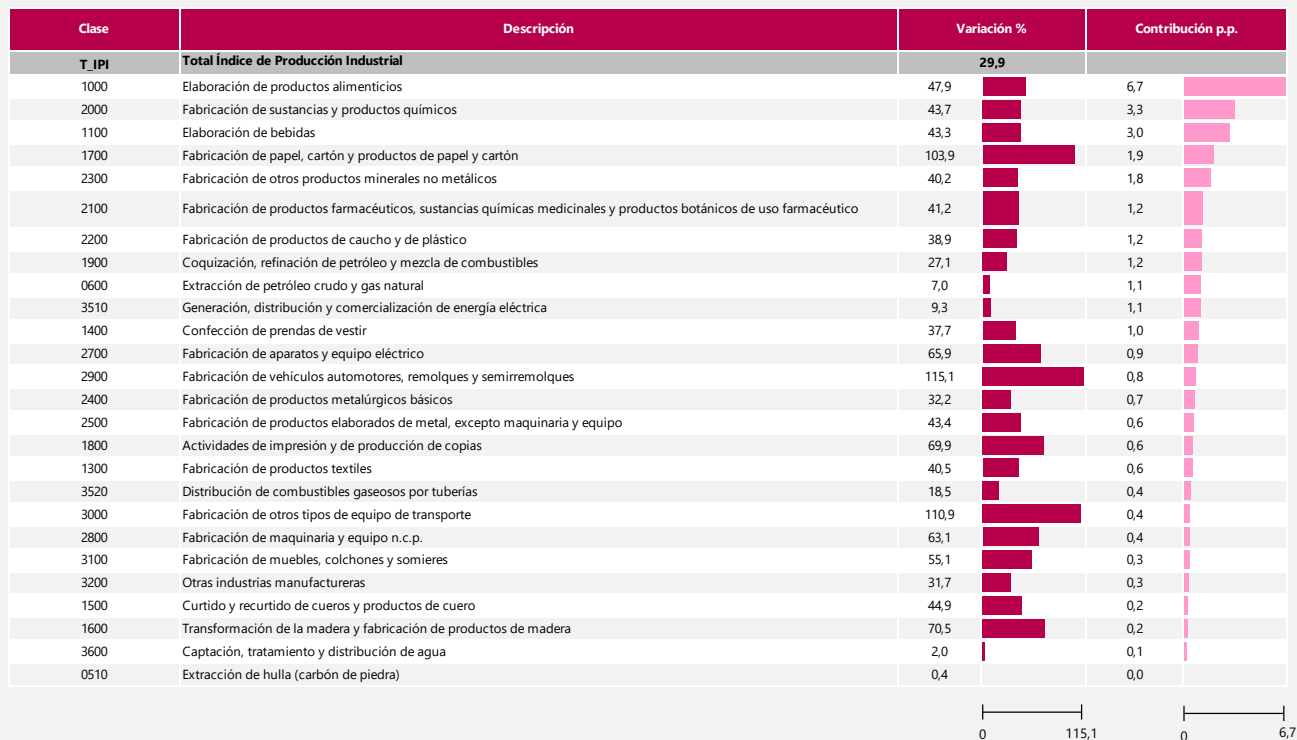 Clase Descripción Variación % Contribución p.p.
T_IPI Total Índice de Producción Industrial 29,9
1000 Elaboración de productos alimenticios 47,9 6,7
2000 Fabricación de sustancias y productos químicos 43,7 3,3
1100 Elaboración de bebidas 43,3 3,0
1700 Fabricación de papel, cartón y productos de papel y cartón 103,9 1,9
2300 Fabricación de otros productos minerales no metálicos 40,2 1,8
2100 Fabricación de productos farmacéuticos, sustancias químicas medicinales y productos botánicos de uso farmacéutico 41,2 1,2
2200 Fabricación de productos de caucho y de plástico 38,9 1,2
1900 Coquización, refinación de petróleo y mezcla de combustibles 27,1 1,2
0600 Extracción de petróleo crudo y gas natural 7,0 1,1
3510 Generación, distribución y comercialización de energía eléctrica 9,3 1,1
1400 Confección de prendas de vestir 37,7 1,0
2700 Fabricación de aparatos y equipo eléctrico 65,9 0,9
2900 Fabricación de vehículos automotores, remolques y semirremolques 115,1 0,8
2400 Fabricación de productos metalúrgicos básicos 32,2 0,7
2500 Fabricación de productos elaborados de metal, excepto maquinaria y equipo 43,4 0,6
1800 Actividades de impresión y de producción de copias 69,9 0,6
1300 Fabricación de productos textiles 40,5 0,6
3520 Distribución de combustibles gaseosos por tuberías 18,5 0,4
3000 Fabricación de otros tipos de equipo de transporte 110,9 0,4
2800 Fabricación de maquinaria y equipo n.c.p. 63,1 0,4
3100 Fabricación de muebles, colchones y somieres 55,1 0,3
3200 Otras industrias manufactureras 31,7 0,3
1500 Curtido y recurtido de cueros y productos de cuero 44,9 0,2
1600 Transformación de la madera y fabricación de productos de madera 70,5 0,2
3600 Captación, tratamiento y distribución de agua 2,0 0,1
0510 Extracción de hulla (carbón de piedra) 0,4 0,0
0 115,1 0 6,7